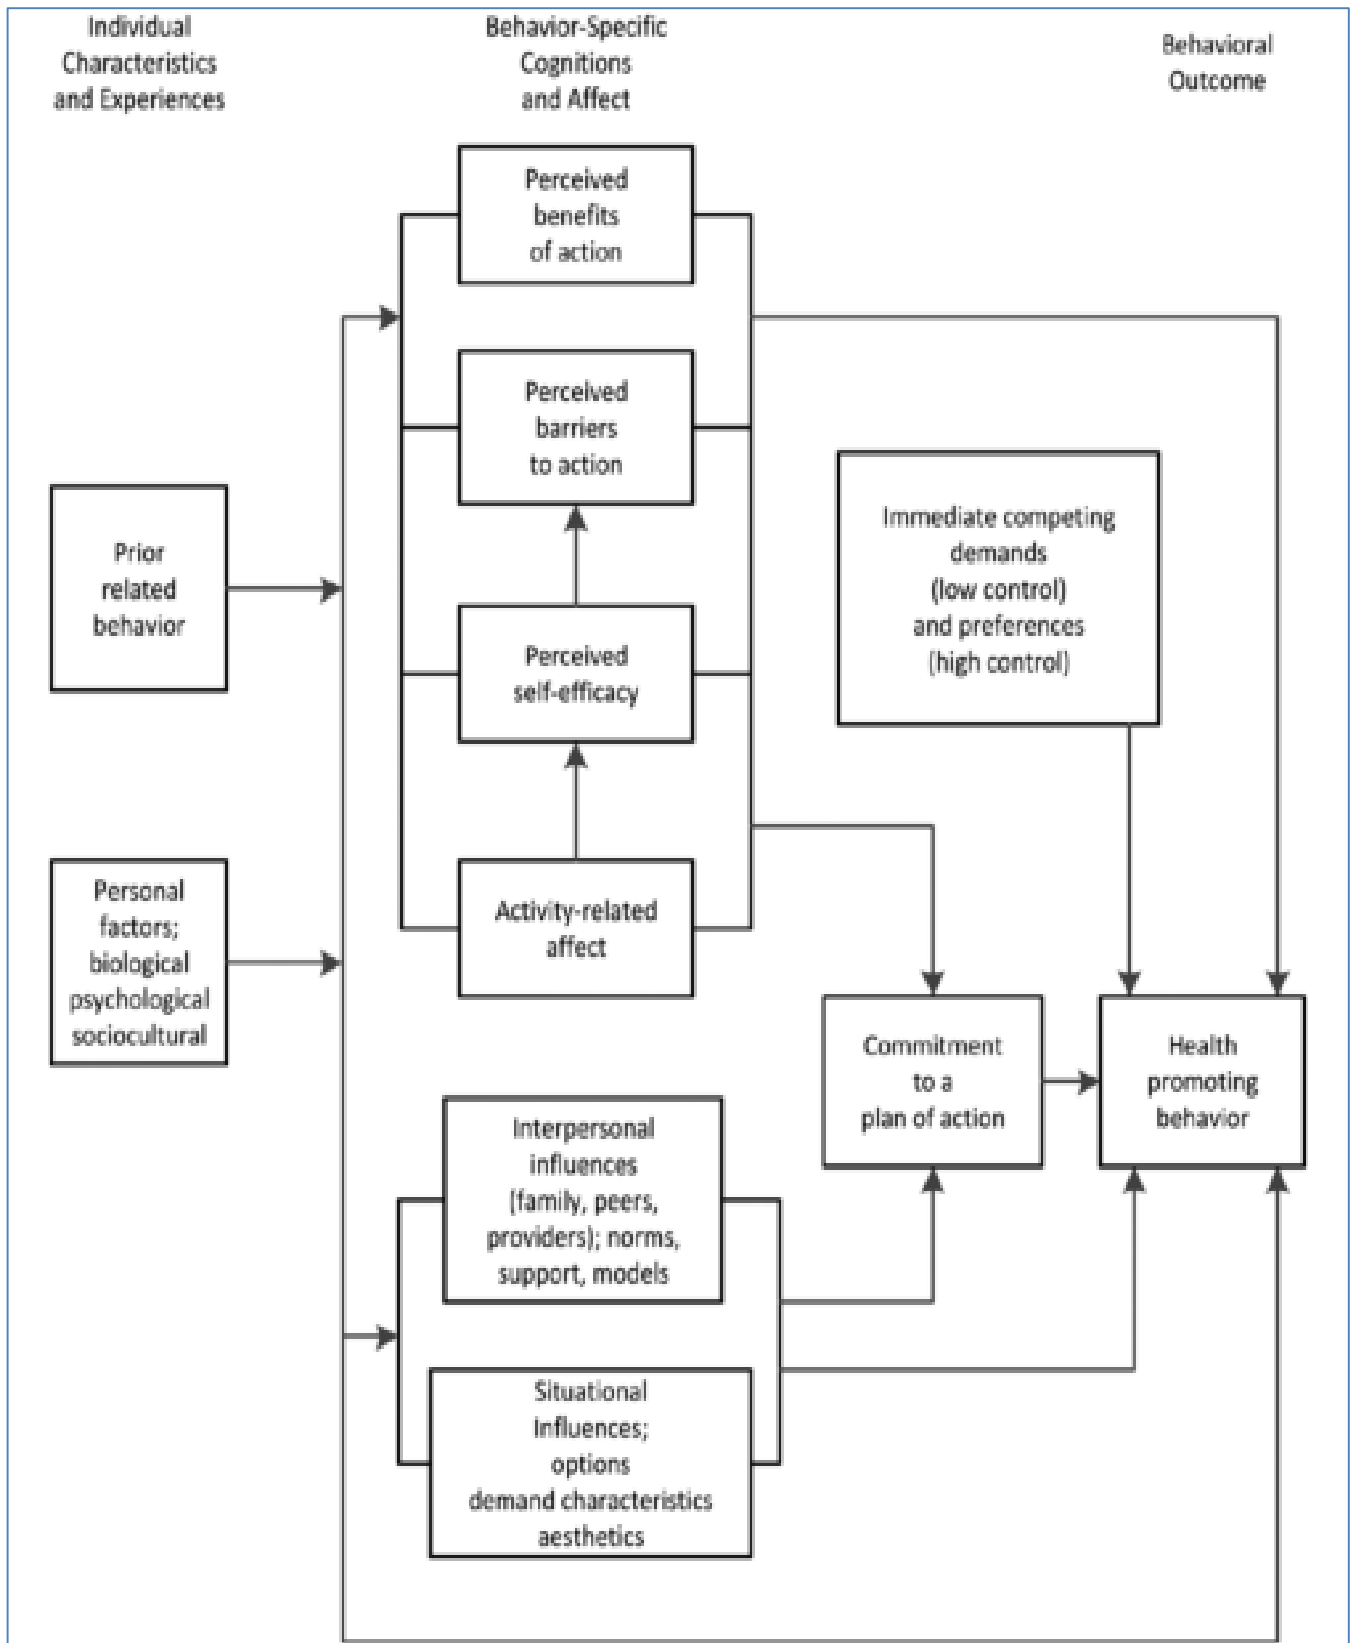 Individual
Characteristics
and Experiences
Behavior-Specific
Cognitions
and Affect
Behavioral
Outcome
Perceived
benefits
of action
Perceived
barriers
to action
Prior
related
behavior
Immediate competing
demands
(low control)
and preferences
(high control)
Perceived
self-efficacy
Personal
factors;
biological
psychological
sociocultural
Activity-related
affect
Commitment
to a
plan of action
Health
promoting
behavior
Interpersonal
influences
(family, peers,
providers); norms,
support, models
Situational
Influences;
options
demand characteristics
aesthetics